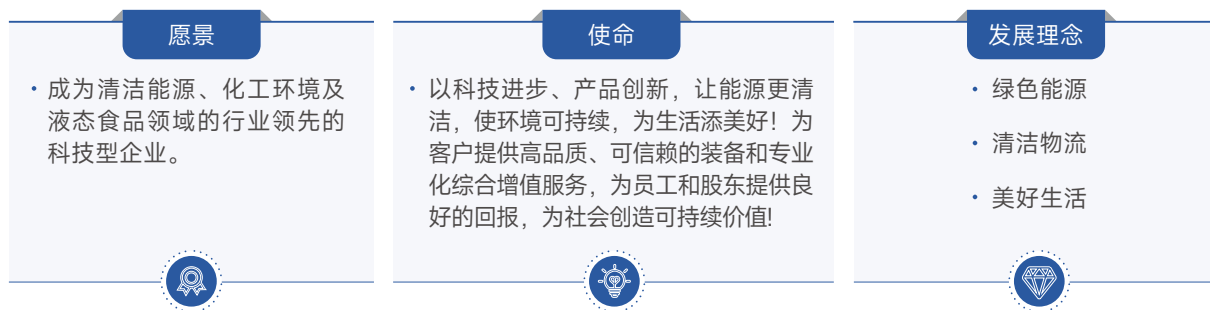 愿景
• 成为清洁能源、化工环境及
液态食品领域的行业领先的
科技型企业。
使命
• 以科技进步、产品创新，让能源更清
洁，使环境可持续，为生活添美好！为
客户提供高品质、可信赖的装备和专业
化综合增值服务，为员工和股东提供良
好的回报，为社会创造可持续价值!
发展理念
• 绿色能源
• 清洁物流
• 美好生活